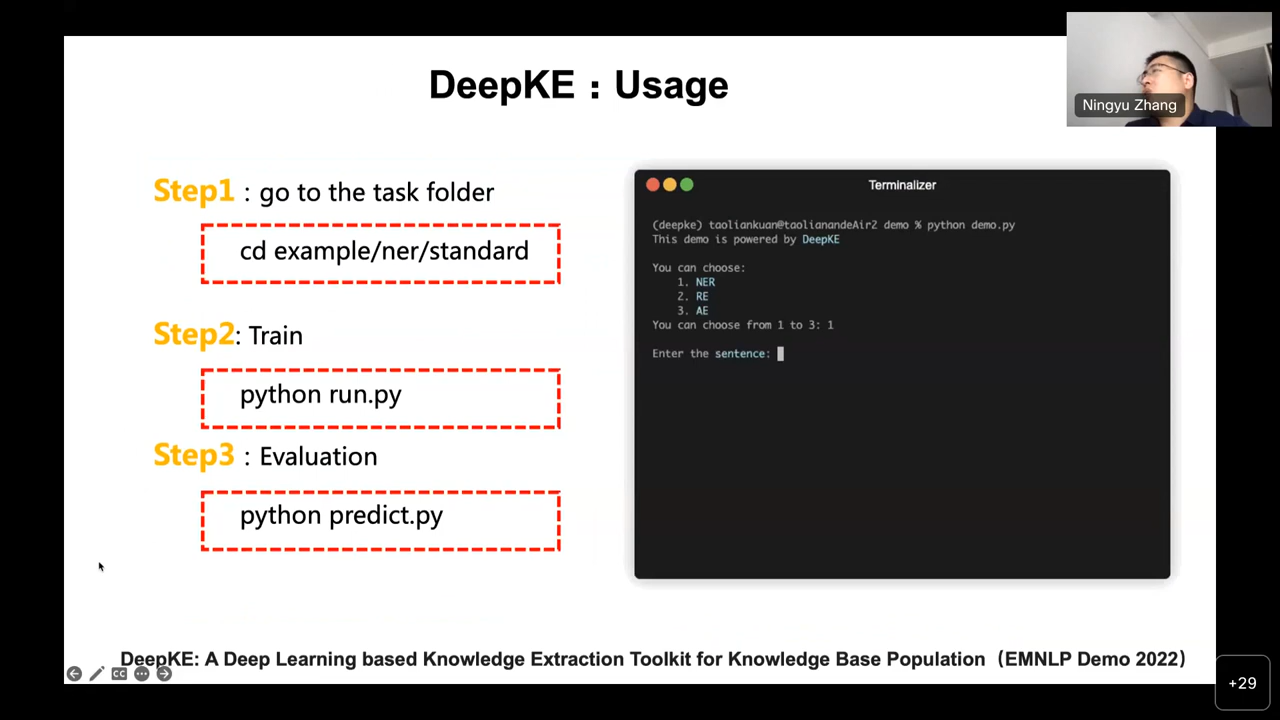 DeepKE：Usage
Ningyu Zhang
Step1：go to the task folder
cd example/ner/standard
Step2: Train
python run.py
Step3：Evaluation
python predict.py
Terminalizer
(deepke) taoliankuan@taolianandeAir2 demo % python demo.py
This demo is powered by DeepKE
You can choose:
1. NER
2. RE
3. AE
You can choose from 1 to 3: 1
Enter the sentence:
DeepKE: A Deep Learning based Knowledge Extraction Toolkit for Knowledge Base Population（EMNLP Demo 2022）
CC
+29